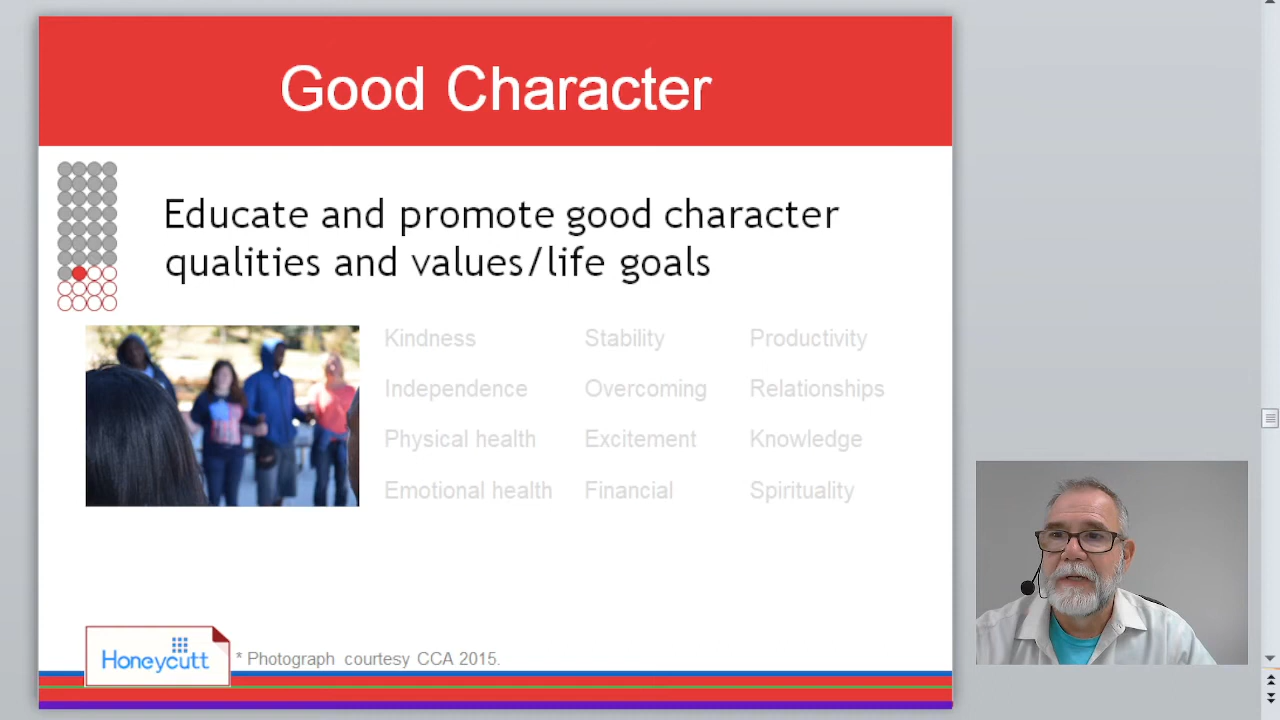 Good Character
Educate and promote good character
qualities and values/life goals
Kindness Stability Productivity
Independence Overcoming Relationships
Physical health Excitement Knowledge
Emotional health Financial Spirituality
Honeycutt
* Photograph courtesy CCA 2015.